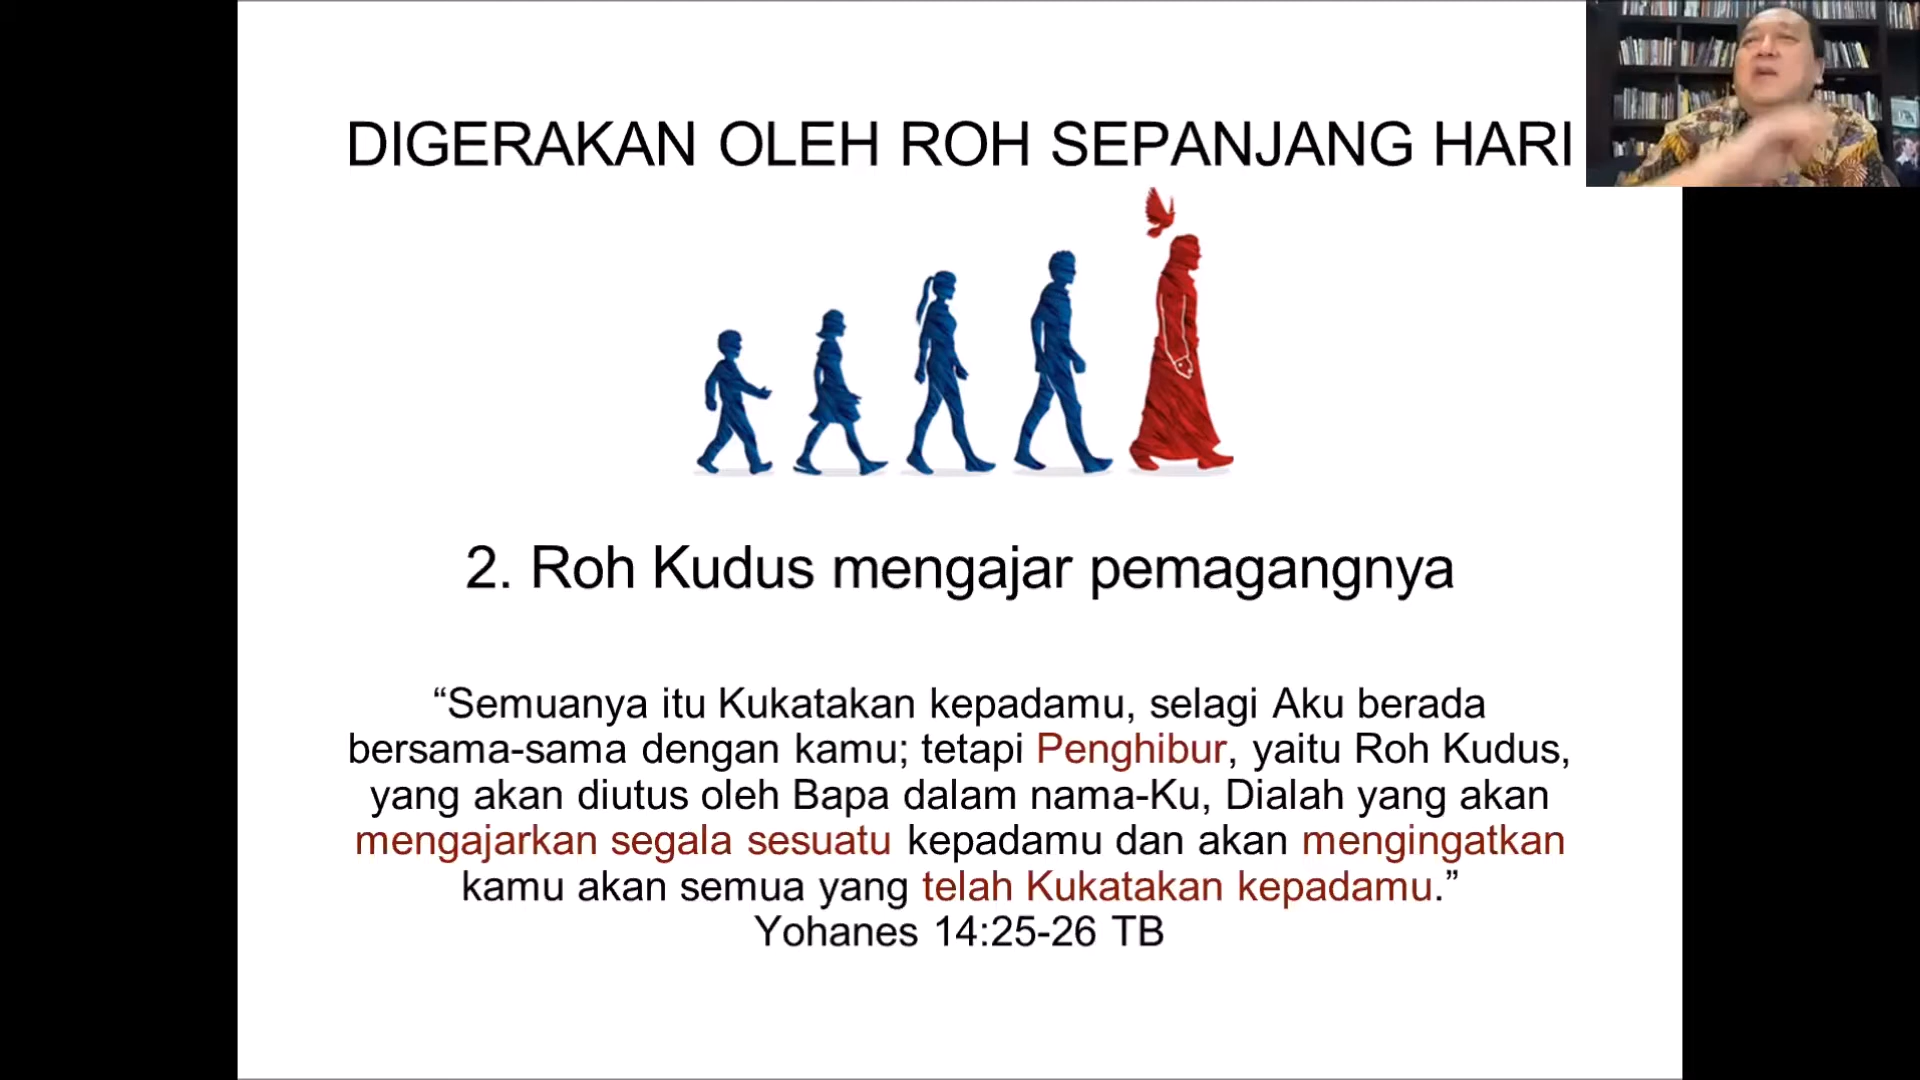 DIGERAKAN OLEH ROH SEPANJANG HARI
2. Roh Kudus mengajar pemagangnya
“Semuanya itu Kukatakan kepadamu, selagi Aku berada
bersama-sama dengan kamu; tetapi Penghibur, yaitu Roh Kudus,
yang akan diutus oleh Bapa dalam nama-Ku, Dialah yang akan
mengajarkan segala sesuatu kepadamu dan akan mengingatkan
kamu akan semua yang telah Kukatakan kepadamu.”
Yohanes 14:25-26 TB